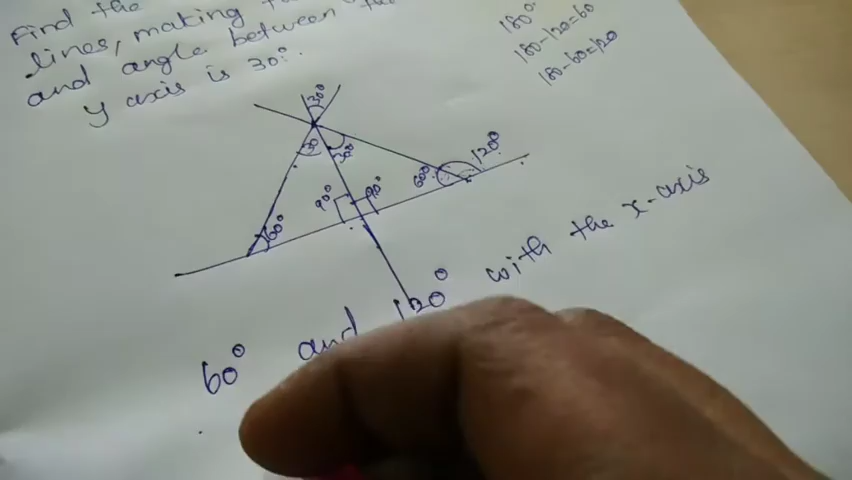 Find the
lines, making
and angle between the
y axis is 30°.
180°
180-120=60
180-60=120
30°
30
30°
60°
90°
90°
60°
120°
60° and 120° with the x-axis